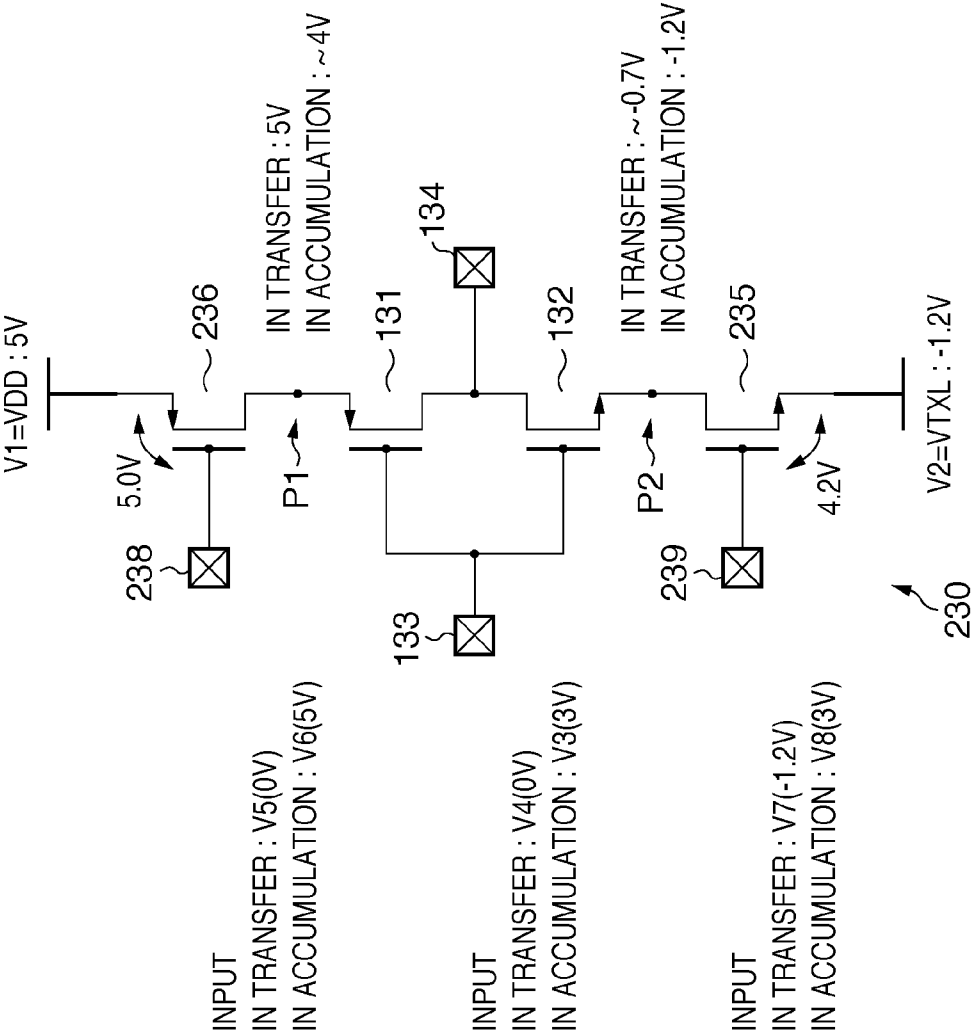 V1=VDD : 5V
5.0V
236
238
IN TRANSFER : 5V
IN ACCUMULATION : ~4V
P1
131
134
133
132
IN TRANSFER : ~-0.7V
IN ACCUMULATION : -1.2V
P2
235
239
4.2V
V2=VTXL : -1.2V
230
INPUT
IN TRANSFER : V5(0V)
IN ACCUMULATION : V6(5V)
INPUT
IN TRANSFER : V4(0V)
IN ACCUMULATION : V3(3V)
INPUT
IN TRANSFER : V7(-1.2V)
IN ACCUMULATION : V8(3V)